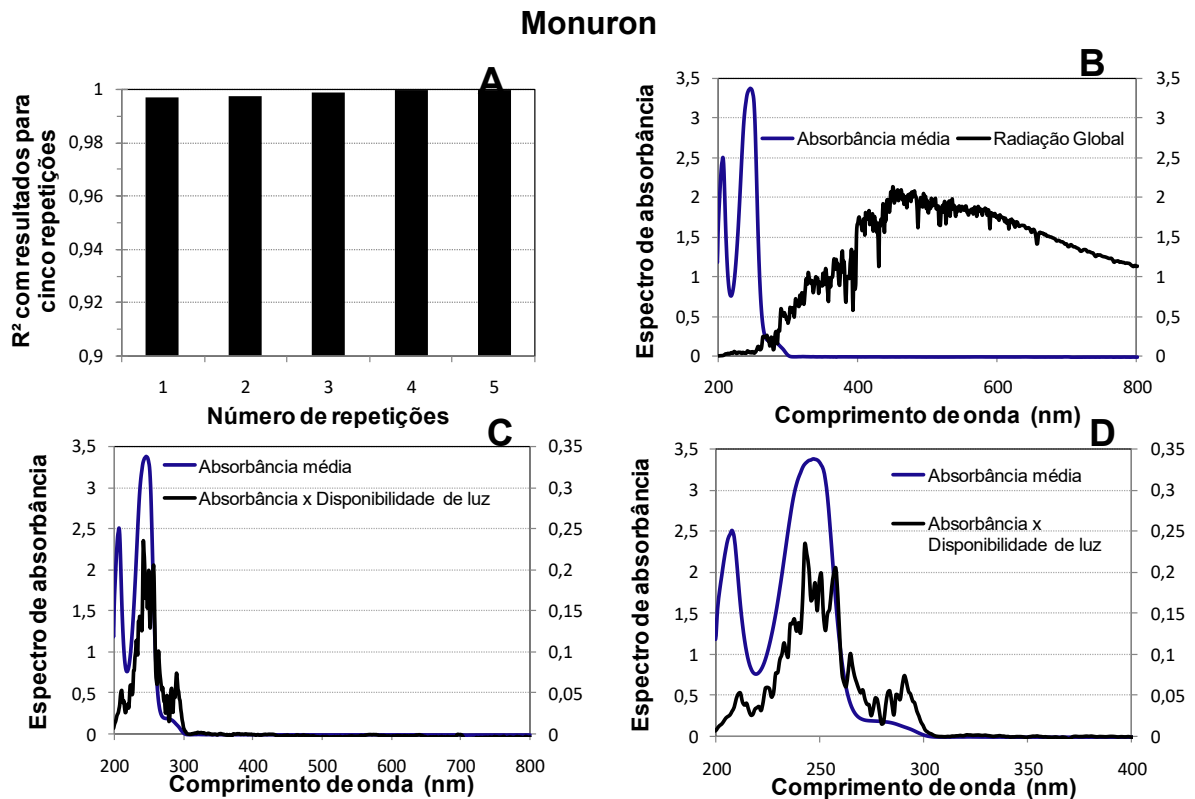 Monuron
A
R² com resultados para
cinco repetições
1
0,98
0,96
0,94
0,92
0,9
1 2 3 4 5
Número de repetições
B
Espectro de absorbância
3,5
3
2,5
2
1,5
1
0,5
0
Absorbância média
Radiação Global
3,5
3
2,5
2
1,5
1
0,5
0
200 400 600 800
Comprimento de onda (nm)
C
Espectro de absorbância
3,5
3
2,5
2
1,5
1
0,5
0
Absorbância média
Absorbância x Disponibilidade de luz
0,35
0,3
0,25
0,2
0,15
0,1
0,05
0
200 300 400 500 600 700 800
Comprimento de onda (nm)
D
Espectro de absorbância
3,5
3
2,5
2
1,5
1
0,5
0
Absorbância média
Absorbância x
Disponibilidade de luz
0,35
0,3
0,25
0,2
0,15
0,1
0,05
0
200 250 300 350 400
Comprimento de onda (nm)